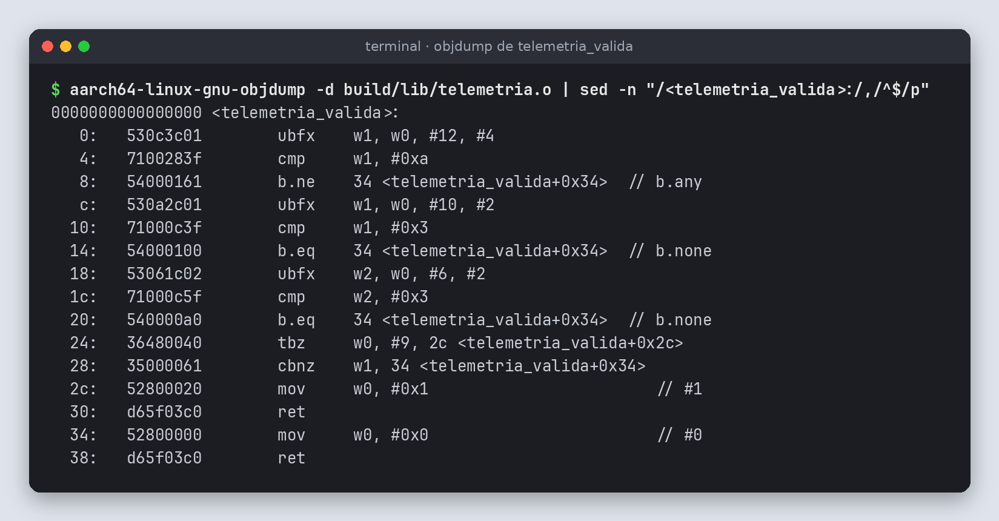 terminal · objdump de telemetria_valida
$ aarch64-linux-gnu-objdump -d build/lib/telemetria.o | sed -n "/<telemetria_valida>:/,/^$/p"
0000000000000000 <telemetria_valida>:
   0:   530c3c01        ubfx    w1, w0, #12, #4
   4:   7100283f        cmp     w1, #0xa
   8:   54000161        b.ne    34 <telemetria_valida+0x34>  // b.any
   c:   530a2c01        ubfx    w1, w0, #10, #2
  10:   71000c3f        cmp     w1, #0x3
  14:   54000100        b.eq    34 <telemetria_valida+0x34>  // b.none
  18:   53061c02        ubfx    w2, w0, #6, #2
  1c:   71000c5f        cmp     w2, #0x3
  20:   540000a0        b.eq    34 <telemetria_valida+0x34>  // b.none
  24:   36480040        tbz     w0, #9, 2c <telemetria_valida+0x2c>
  28:   35000061        cbnz    w1, 34 <telemetria_valida+0x34>
  2c:   52800020        mov     w0, #0x1                        // #1
  30:   d65f03c0        ret
  34:   52800000        mov     w0, #0x0                        // #0
  38:   d65f03c0        ret